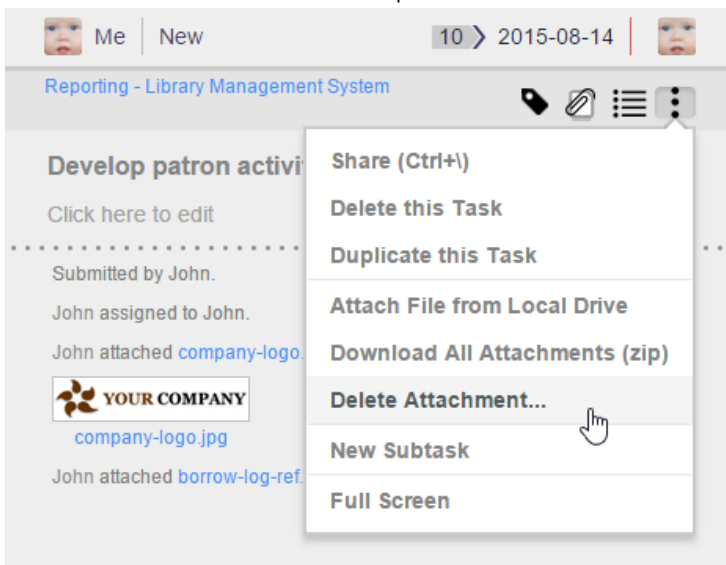 Me New 10 2015-08-14
Reporting - Library Management System
Develop patron activi
Click here to edit
Share (Ctrl+\)
Delete this Task
Duplicate this Task
Attach File from Local Drive
Download All Attachments (zip)
Delete Attachment...
New Subtask
Full Screen
Submitted by John.
John assigned to John.
John attached company-logo.
YOUR COMPANY
company-logo.jpg
John attached borrow-log-ref.